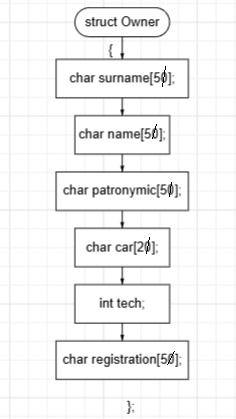 struct Owner
{
char surname[50];
char name[50];
char patronymic[50];
char car[20];
int tech;
char registration[50];
};